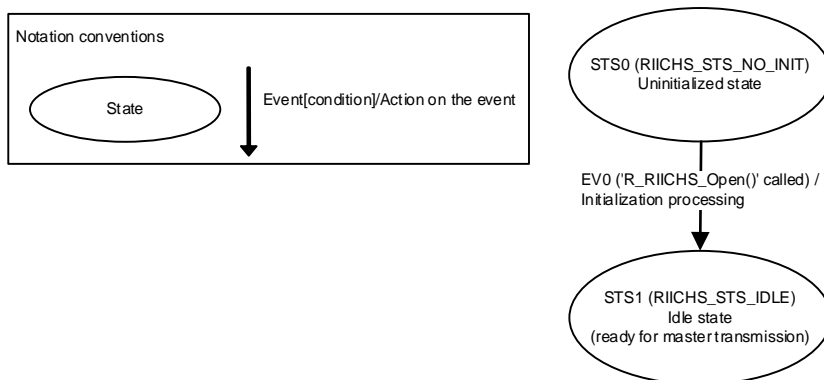 Notation conventions
State
Event[condition]/Action on the event
STS0 (RIICHS_STS_NO_INIT)
Uninitialized state
EV0 ('R_RIICHS_Open()' called) /
Initialization processing
STS1 (RIICHS_STS_IDLE)
Idle state
(ready for master transmission)